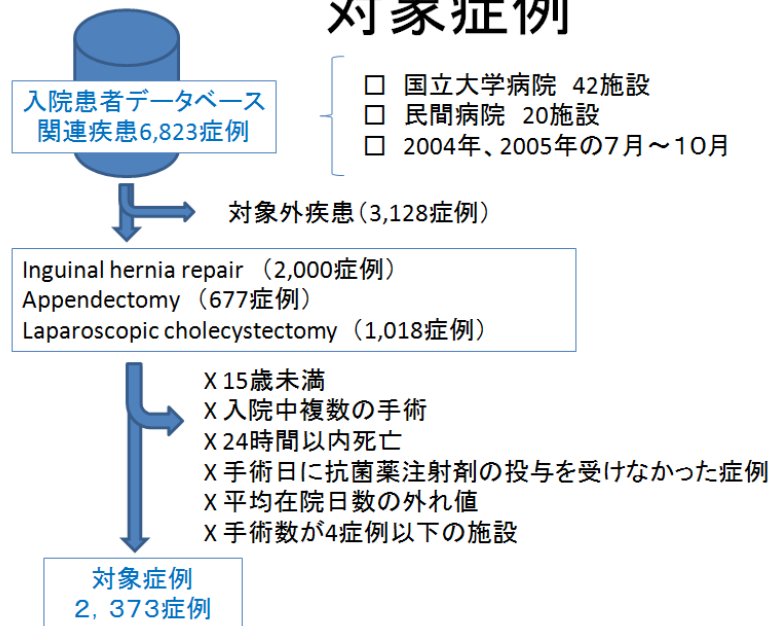 対象症例
入院患者データベース
関連疾患6,823症例
□ 国立大学病院 42施設
□ 民間病院 20施設
□ 2004年、2005年の7月～10月
対象外疾患(3,128症例)
Inguinal hernia repair (2,000症例)
Appendectomy (677症例)
Laparoscopic cholecystectomy (1,018症例)
X 15歳未満
X 入院中複数の手術
X 24時間以内死亡
X 手術日に抗菌薬注射剤の投与を受けなかった症例
X 平均在院日数の外れ値
X 手術数が4症例以下の施設
対象症例
２，３７３症例